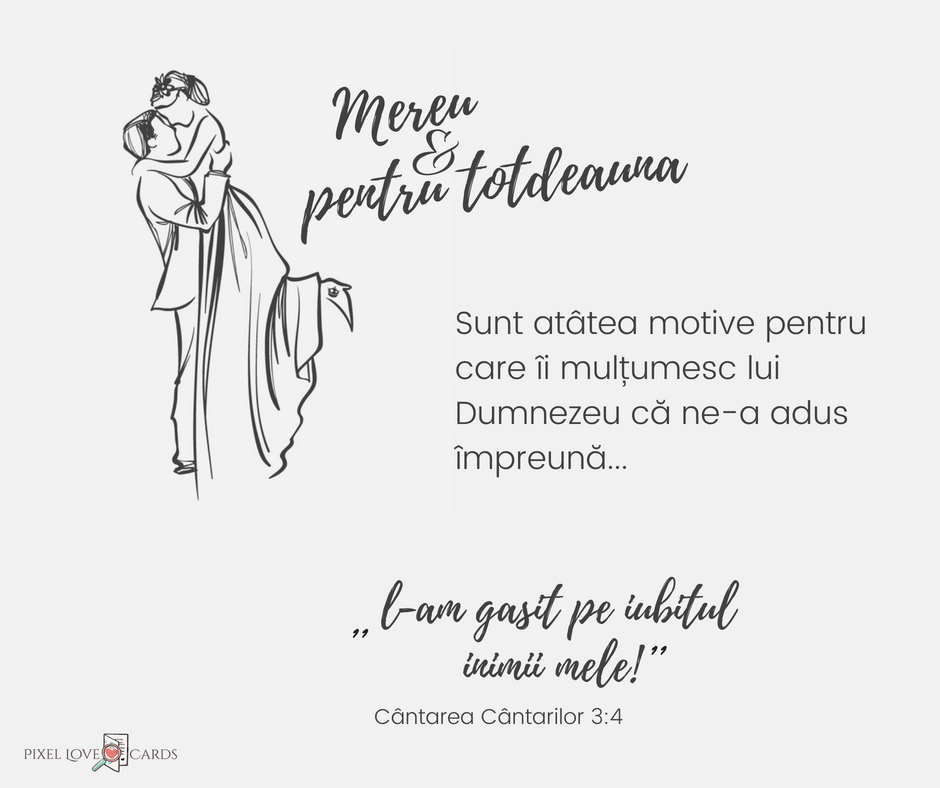 Mereu
&
pentru totdeauna
Sunt atâtea motive pentru
care îi mulțumesc lui
Dumnezeu că ne-a adus
împreună...
„ l-am gasit pe iubitul
inimii mele!”
Cântarea Cântarilor 3:4
PIXEL LOVE CARDS